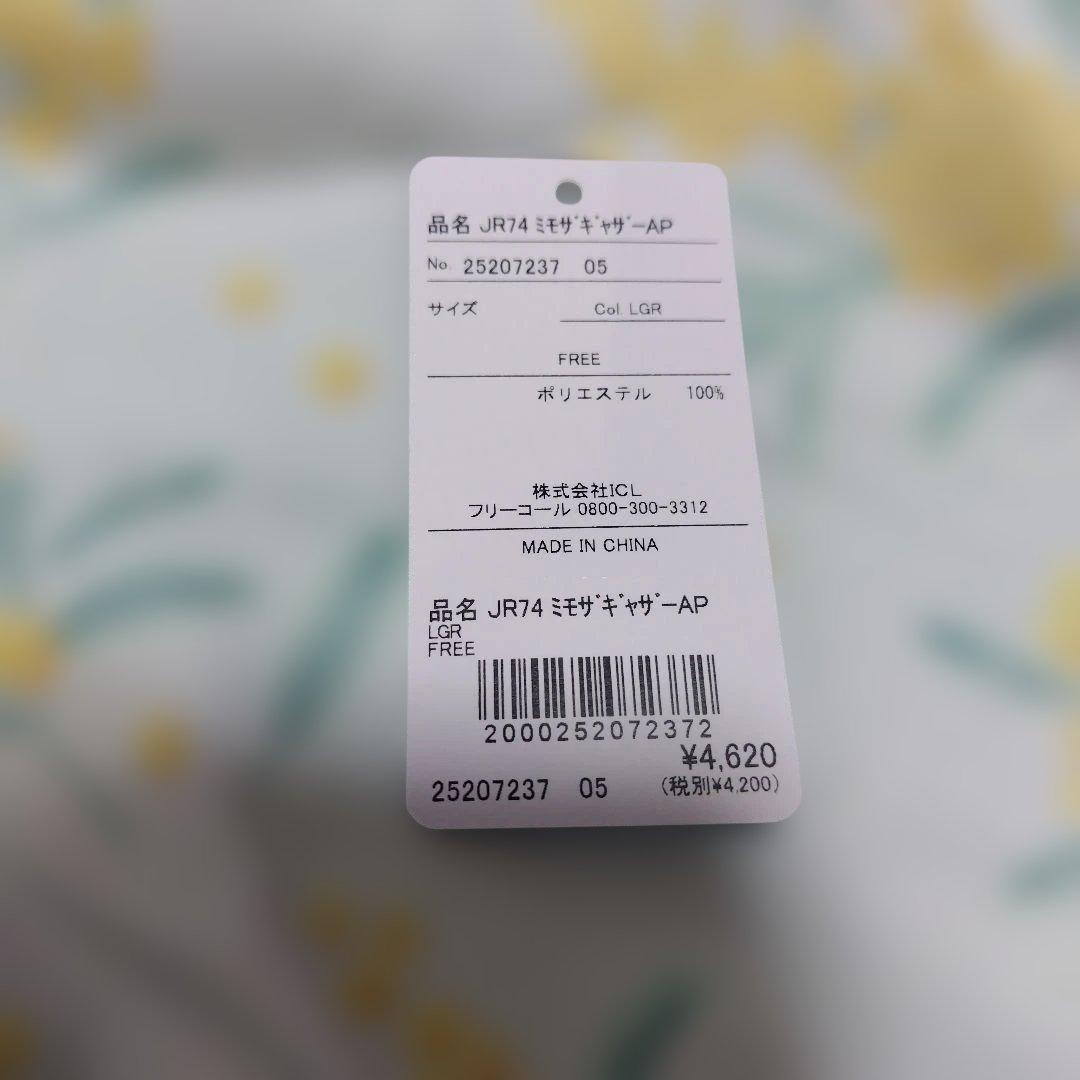 品名 JR74 ﾐﾓｻﾞｷﾞｬｻﾞｰAP
No. 25207237 05
サイズ Col. LGR
FREE
ポリエステル 100%
株式会社ICL
フリーコール 0800-300-3312
MADE IN CHINA
品名 JR74 ﾐﾓｻﾞｷﾞｬｻﾞｰAP
LGR
FREE
2000252072372
¥4,620
25207237 05 (税別¥4,200)